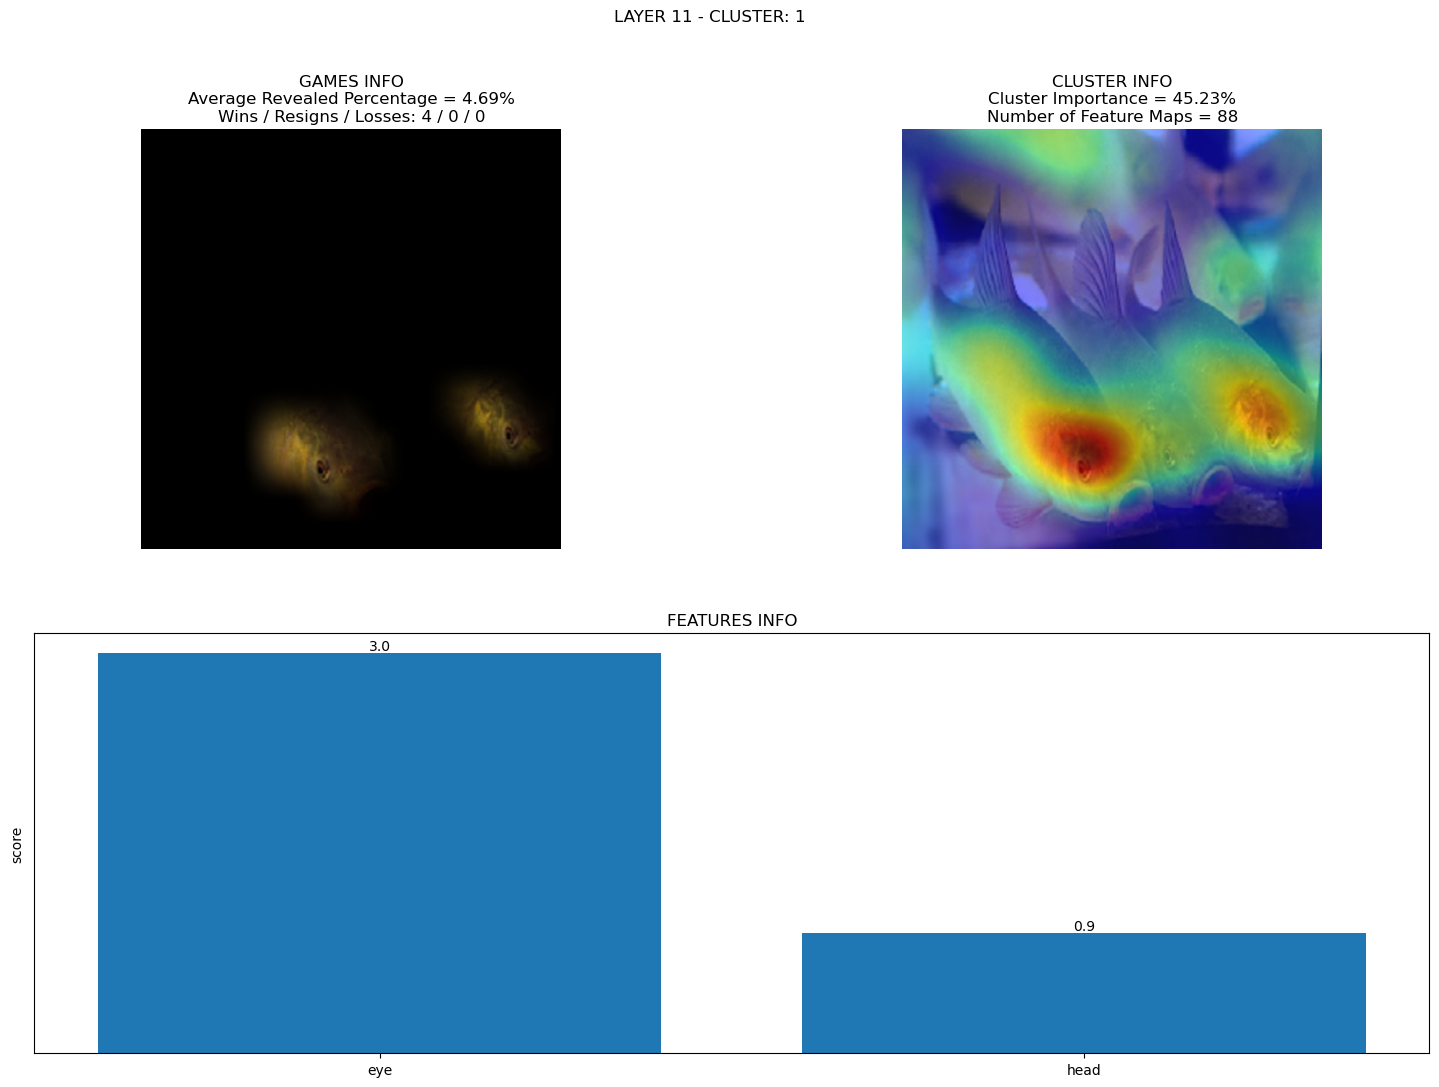 LAYER 11 - CLUSTER: 1
GAMES INFO
Average Revealed Percentage = 4.69%
Wins / Resigns / Losses: 4 / 0 / 0
CLUSTER INFO
Cluster Importance = 45.23%
Number of Feature Maps = 88
FEATURES INFO
score
3.0
0.9
eye
head